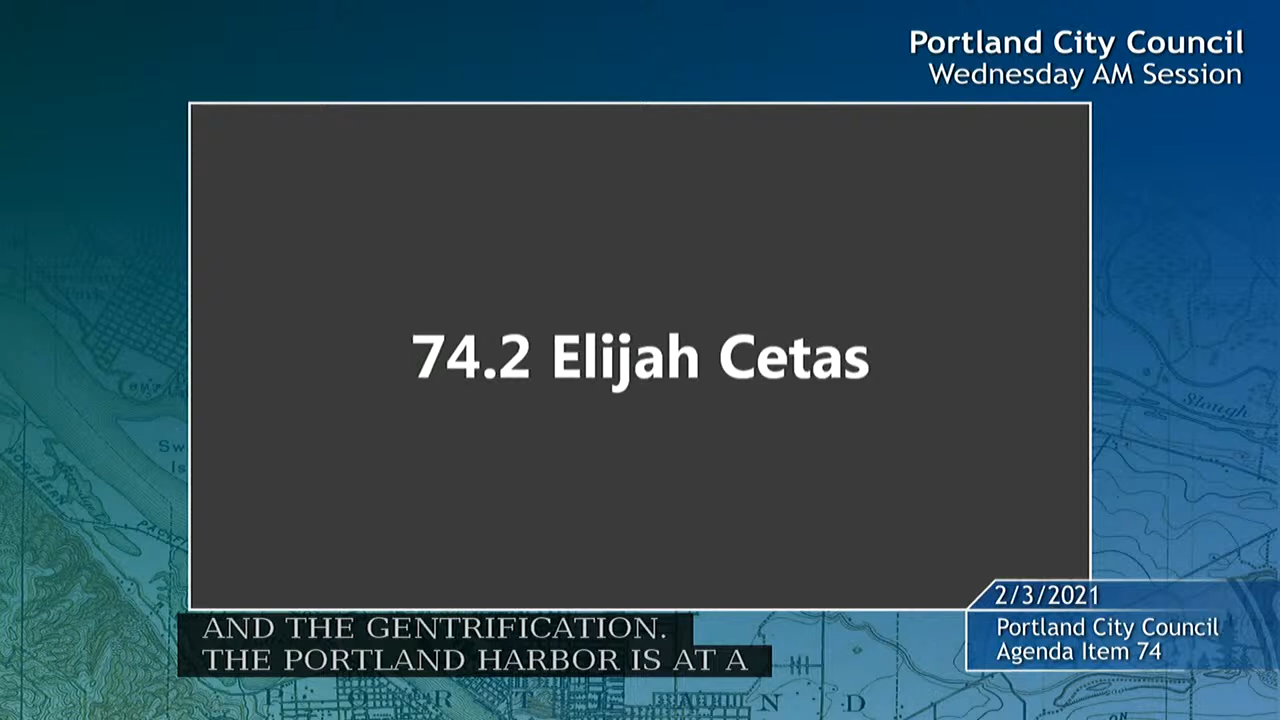 Portland City Council
Wednesday AM Session
74.2 Elijah Cetas
Slough
2/3/2021
Portland City Council
Agenda Item 74
AND THE GENTRIFICATION.
THE PORTLAND HARBOR IS AT A